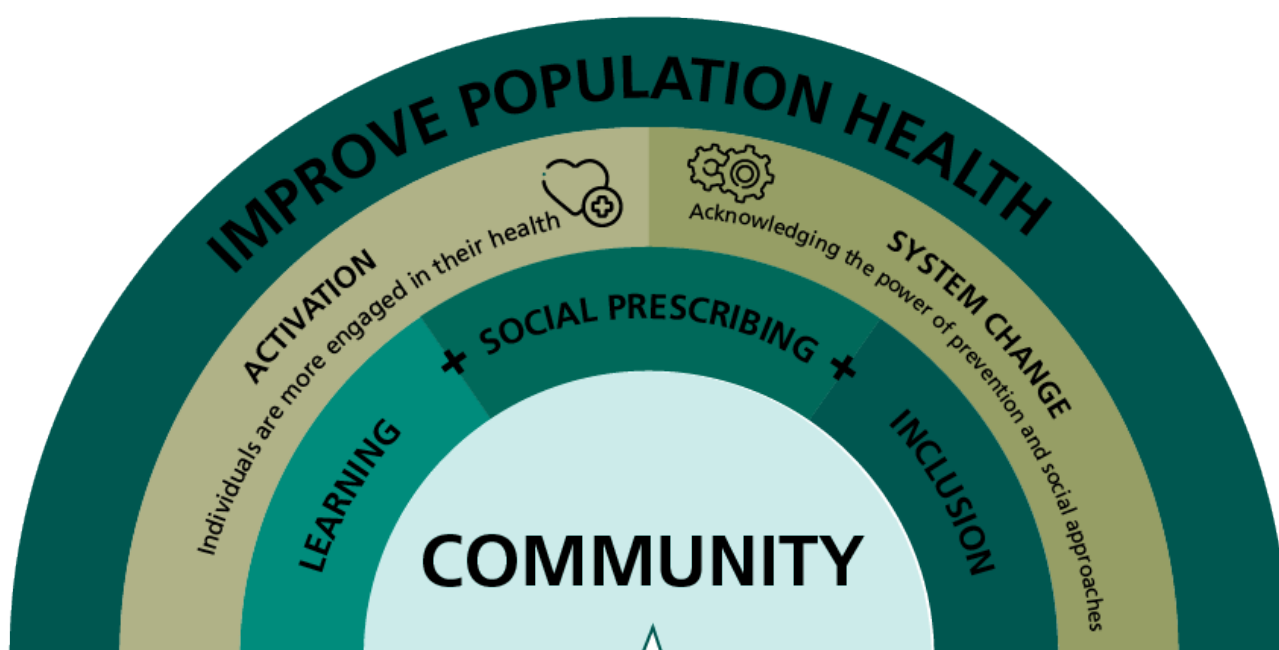 IMPROVE POPULATION HEALTH
ACTIVATION
Individuals are more engaged in their health
SYSTEM CHANGE
Acknowledging the power of prevention and social approaches
LEARNING
+ SOCIAL PRESCRIBING +
INCLUSION
COMMUNITY